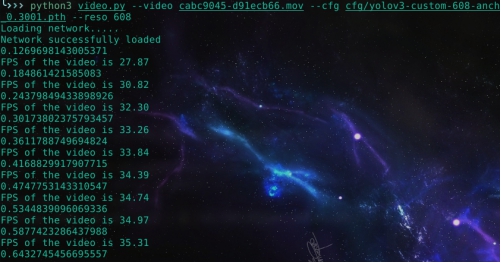 >>> python3 video.py --video cabc9045-d91ecb66.mov --cfg cfg/yolov3-custom-608-anch
_0.3001.pth --reso 608
Loading network.....
Network successfully loaded
0.1269698143005371
FPS of the video is 27.87
0.184861421585083
FPS of the video is 30.82
0.24379849433898926
FPS of the video is 32.30
0.30173802375793457
FPS of the video is 33.26
0.3611788749694824
FPS of the video is 33.84
0.4168829917907715
FPS of the video is 34.39
0.4747753143310547
FPS of the video is 34.74
0.5344839096069336
FPS of the video is 34.97
0.5877423286437988
FPS of the video is 35.31
0.6432745456695557